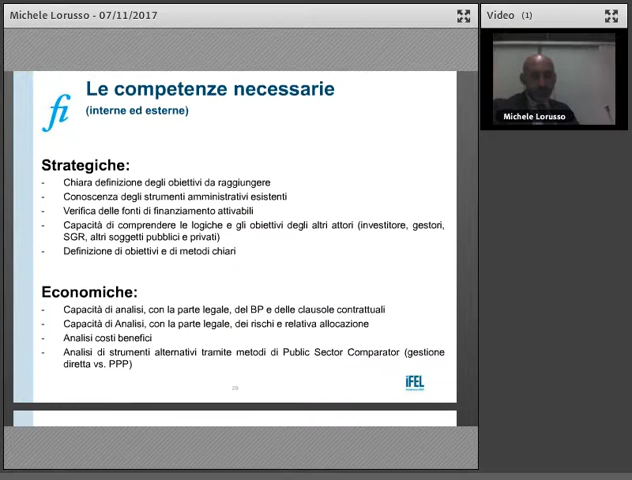 Michele Lorusso - 07/11/2017
Video (1)
Michele Lorusso
fi
Le competenze necessarie
(interne ed esterne)
Strategiche:
- Chiara definizione degli obiettivi da raggiungere
- Conoscenza degli strumenti amministrativi esistenti
- Verifica delle fonti di finanziamento attivabili
- Capacità di comprendere le logiche e gli obiettivi degli altri attori (investitore, gestori,
SGR, altri soggetti pubblici e privati)
- Definizione di obiettivi e di metodi chiari
Economiche:
- Capacità di analisi, con la parte legale, del BP e delle clausole contrattuali
- Capacità di Analisi, con la parte legale, dei rischi e relativa allocazione
- Analisi costi benefici
- Analisi di strumenti alternativi tramite metodi di Public Sector Comparator (gestione
diretta vs. PPP)
iFEL